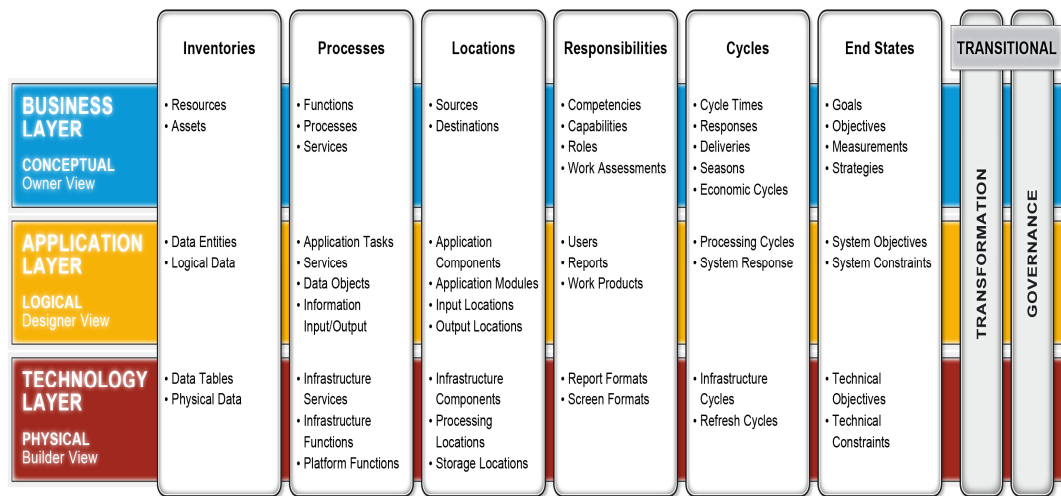 Inventories
Processes
Locations
Responsibilities
Cycles
End States
TRANSITIONAL
BUSINESS
LAYER
CONCEPTUAL
Owner View
• Resources
• Assets
• Functions
• Processes
• Services
• Sources
• Destinations
• Competencies
• Capabilities
• Roles
• Work Assessments
• Cycle Times
• Responses
• Deliveries
• Seasons
• Economic Cycles
• Goals
• Objectives
• Measurements
• Strategies
APPLICATION
LAYER
LOGICAL
Designer View
• Data Entities
• Logical Data
• Application Tasks
• Services
• Data Objects
• Information
Input/Output
• Application
Components
• Application Modules
• Input Locations
• Output Locations
• Users
• Reports
• Work Products
• Processing Cycles
• System Response
• System Objectives
• System Constraints
TECHNOLOGY
LAYER
PHYSICAL
Builder View
• Data Tables
• Physical Data
• Infrastructure
Services
• Infrastructure
Functions
• Platform Functions
• Infrastructure
Components
• Processing
Locations
• Storage Locations
• Report Formats
• Screen Formats
• Infrastructure
Cycles
• Refresh Cycles
• Technical
Objectives
• Technical
Constraints
TRANSFORMATION
GOVERNANCE